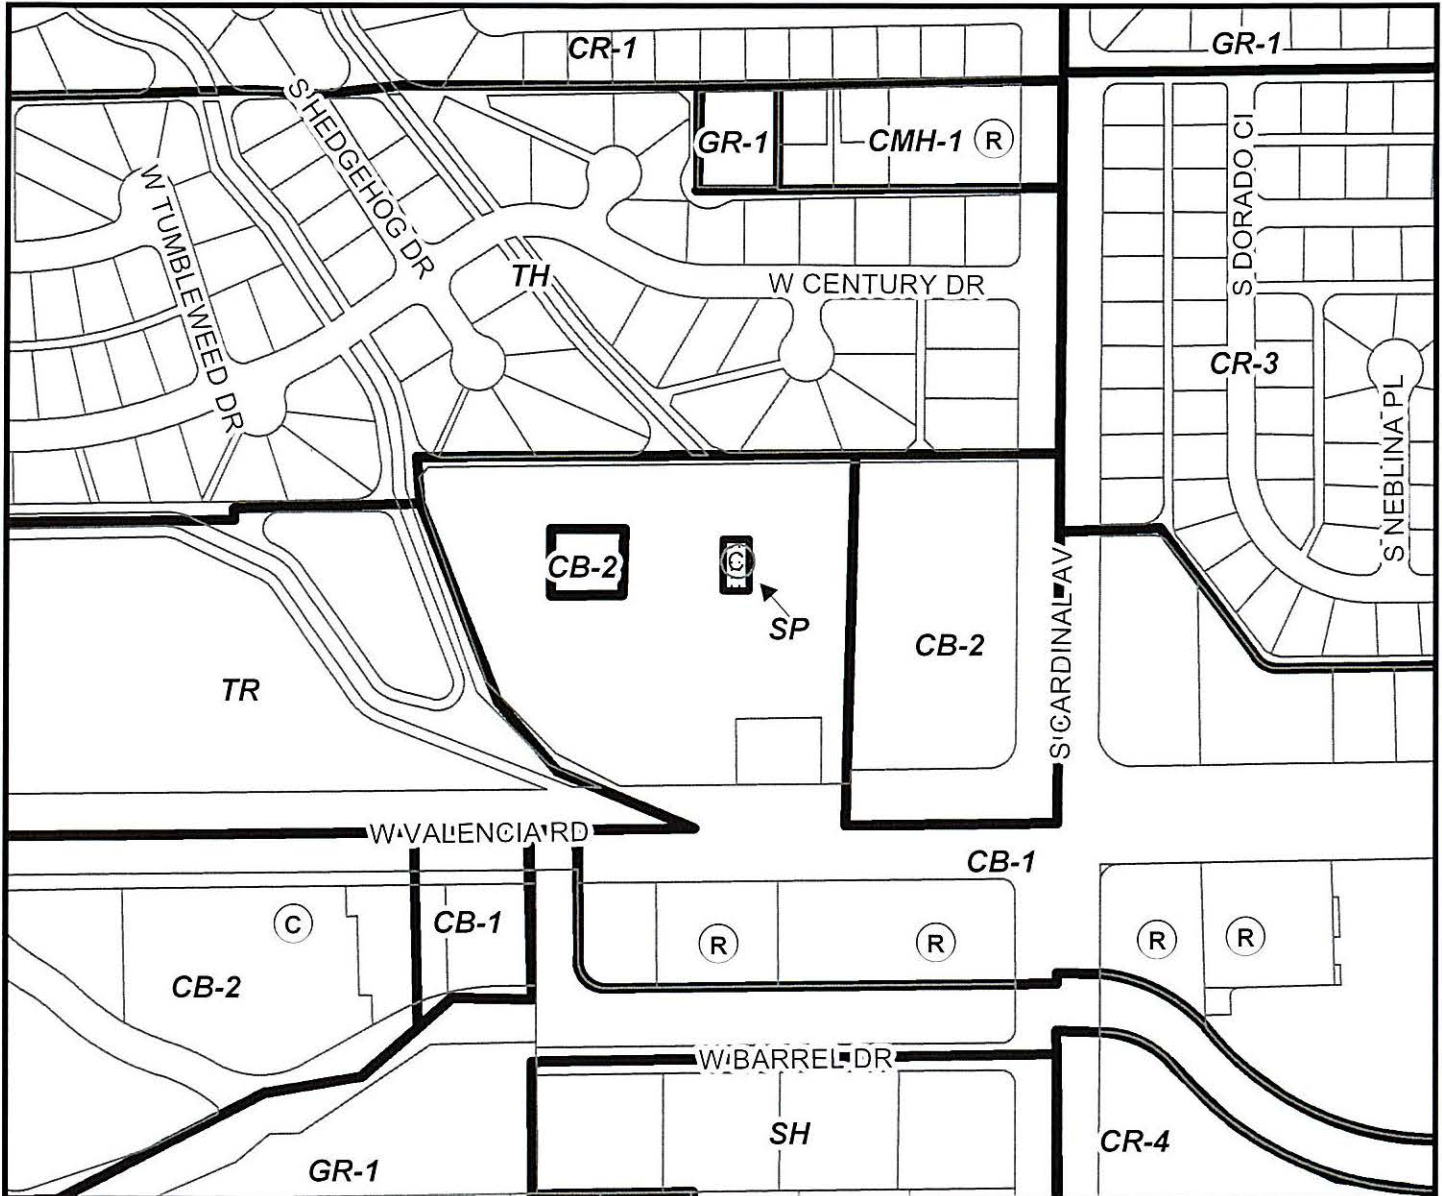 CR-1
GR-1
S HEDGEHOG DR
GR-1
CMH-1
R
S DORADO CI
W TUMBLEWEED DR
TH
W CENTURY DR
CR-3
S NEBLINA PL
CB-2
C
SP
CB-2
S CARDINAL AV
TR
W VALENCIA RD
CB-1
C
CB-1
R
R
R
R
CB-2
W BARREL DR
SH
CR-4
GR-1